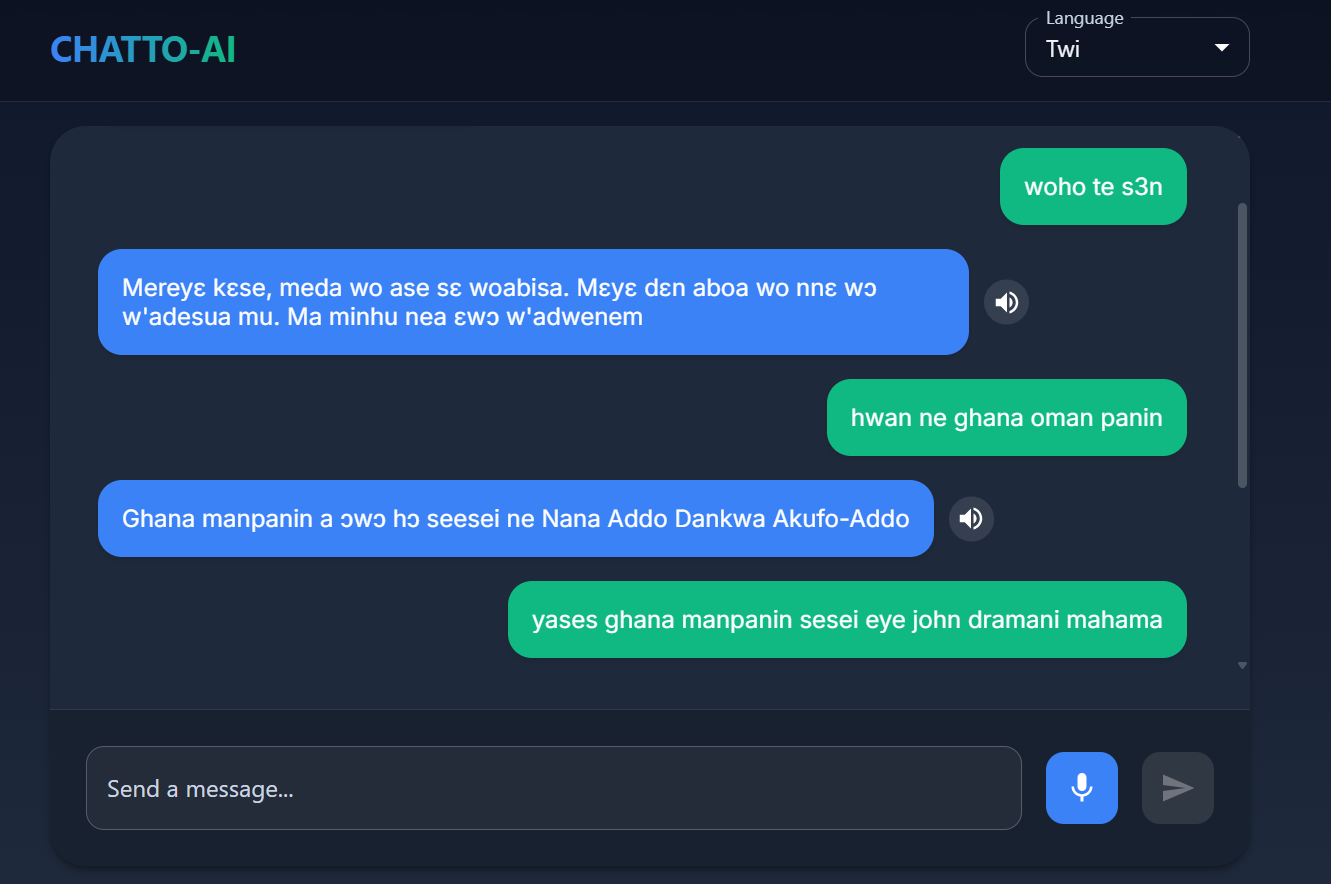 CHATTO-AI
Language
Twi
woho te s3n
Mereyɛ kɛse, meda wo ase sɛ woabisa. Mɛyɛ dɛn aboa wo nnɛ wɔ
w'adesua mu. Ma minhu nea ɛwɔ w'adwenem
hwan ne ghana oman panin
Ghana manpanin a ɔwɔ hɔ seesei ne Nana Addo Dankwa Akufo-Addo
yases ghana manpanin sesei eye john dramani mahama
Send a message...